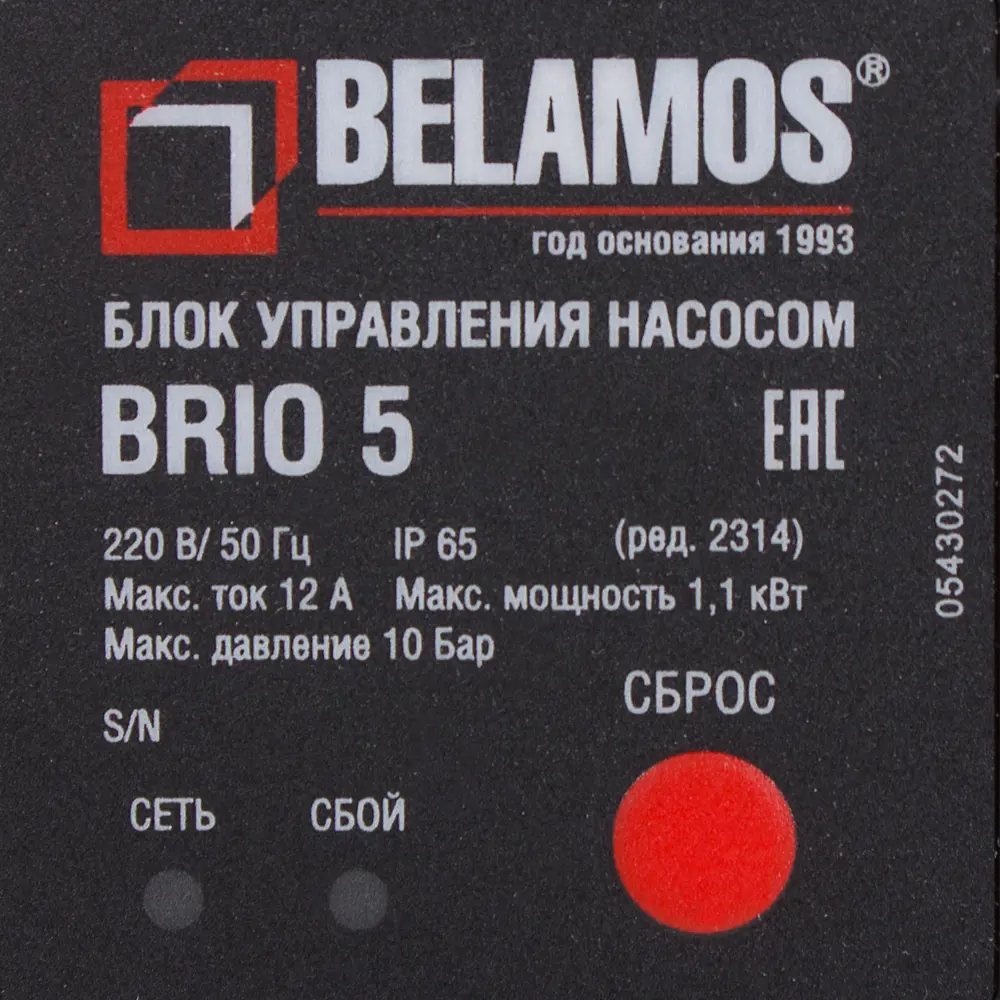 BELAMOS®
год основания 1993
БЛОК УПРАВЛЕНИЯ НАСОСОМ
BRIO 5 EAC
220 В/ 50 Гц IP 65 (ред. 2314)
Макс. ток 12 А Макс. мощность 1,1 кВт
Макс. давление 10 Бар
S/N
СБРОС
СЕТЬ СБОЙ
05430272